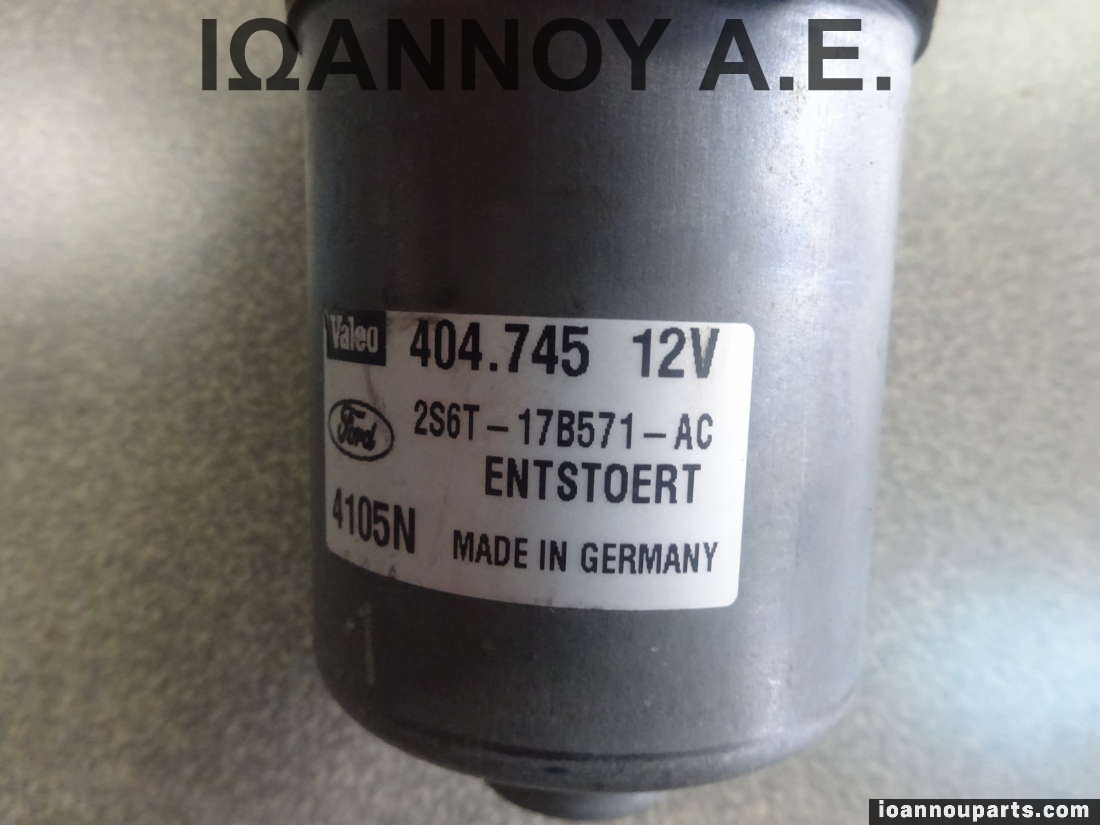 ΙΩΑΝΝΟΥ Α.Ε.
Valeo 404.745 12V
Ford 2S6T-17B571-AC
ENTSTOERT
4105N MADE IN GERMANY
ioannouparts.com